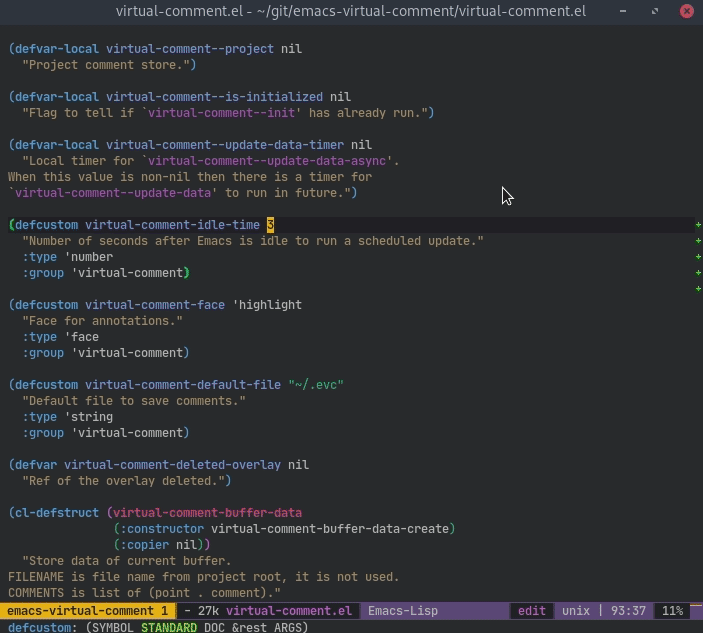 virtual-comment.el - ~/git/emacs-virtual-comment/virtual-comment.el
(defvar-local virtual-comment--project nil
  "Project comment store.")
(defvar-local virtual-comment--is-initialized nil
  "Flag to tell if `virtual-comment--init' has already run.")
(defvar-local virtual-comment--update-data-timer nil
  "Local timer for `virtual-comment--update-data-async'.
When this value is non-nil then there is a timer for
`virtual-comment--update-data' to run in future.")
(defcustom virtual-comment-idle-time 3
  "Number of seconds after Emacs is idle to run a scheduled update."
  :type 'number
  :group 'virtual-comment)
(defcustom virtual-comment-face 'highlight
  "Face for annotations."
  :type 'face
  :group 'virtual-comment)
(defcustom virtual-comment-default-file "~/.evc"
  "Default file to save comments."
  :type 'string
  :group 'virtual-comment)
(defvar virtual-comment-deleted-overlay nil
  "Ref of the overlay deleted.")
(cl-defstruct (virtual-comment-buffer-data
               (:constructor virtual-comment-buffer-data-create)
               (:copier nil))
  "Store data of current buffer.
FILENAME is file name from project root, it is not used.
COMMENTS is list of (point . comment)."
emacs-virtual-comment 1 - 27k virtual-comment.el Emacs-Lisp edit unix | 93:37 11%
defcustom: (SYMBOL STANDARD DOC &rest ARGS)